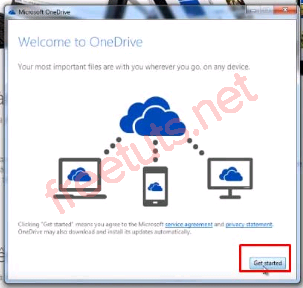 Microsoft OneDrive
Welcome to OneDrive
Your most important files are with you wherever you go, on any device.
freetuts.net
Clicking "Get started" means you agree to the Microsoft service agreement and privacy statement.
OneDrive may also download and install its updates automatically.
Get started